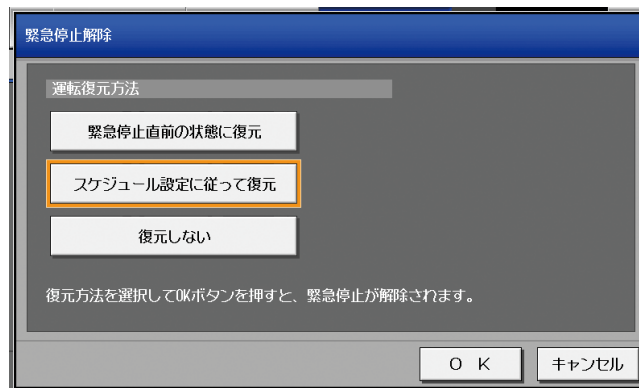 緊急停止解除
運転復元方法
緊急停止直前の状態に復元
スケジュール設定に従って復元
復元しない
復元方法を選択してOKボタンを押すと、緊急停止が解除されます。
O K
キャンセル